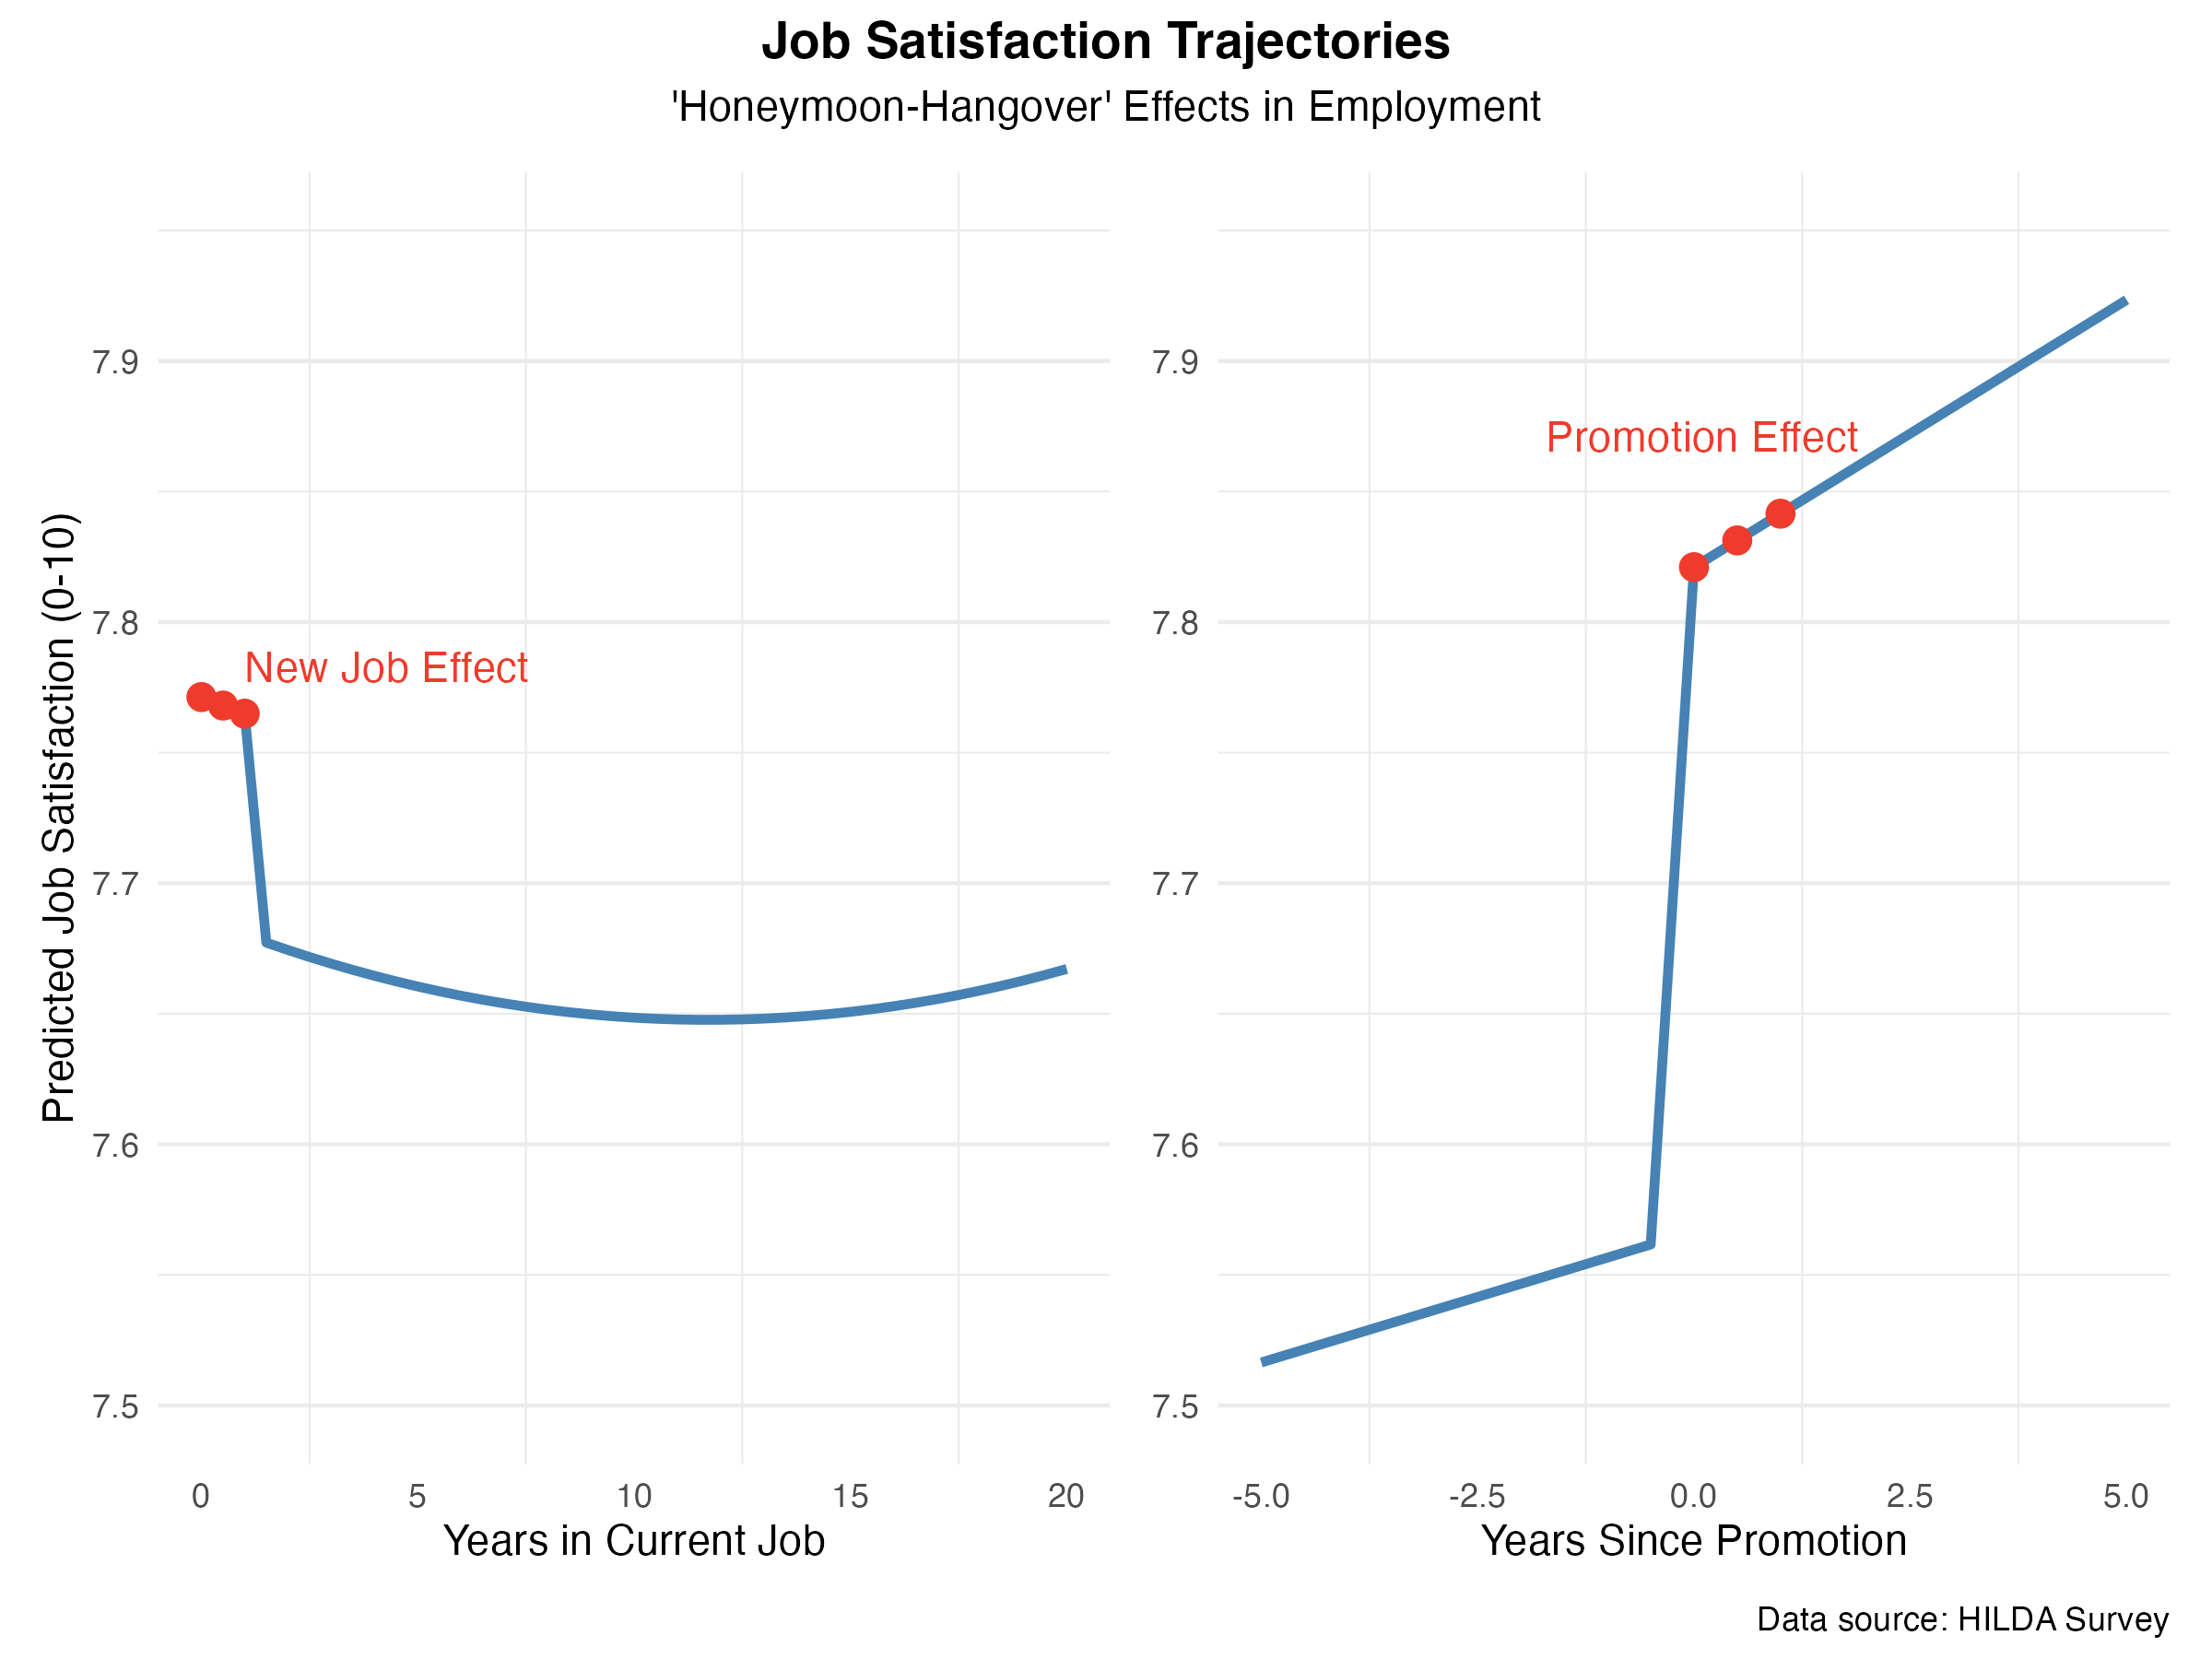 Job Satisfaction Trajectories
'Honeymoon-Hangover' Effects in Employment
Predicted Job Satisfaction (0-10)
7.9
7.8
7.7
7.6
7.5
New Job Effect
0 5 10 15 20
Years in Current Job
7.9
7.8
7.7
7.6
7.5
Promotion Effect
-5.0 -2.5 0.0 2.5 5.0
Years Since Promotion
Data source: HILDA Survey